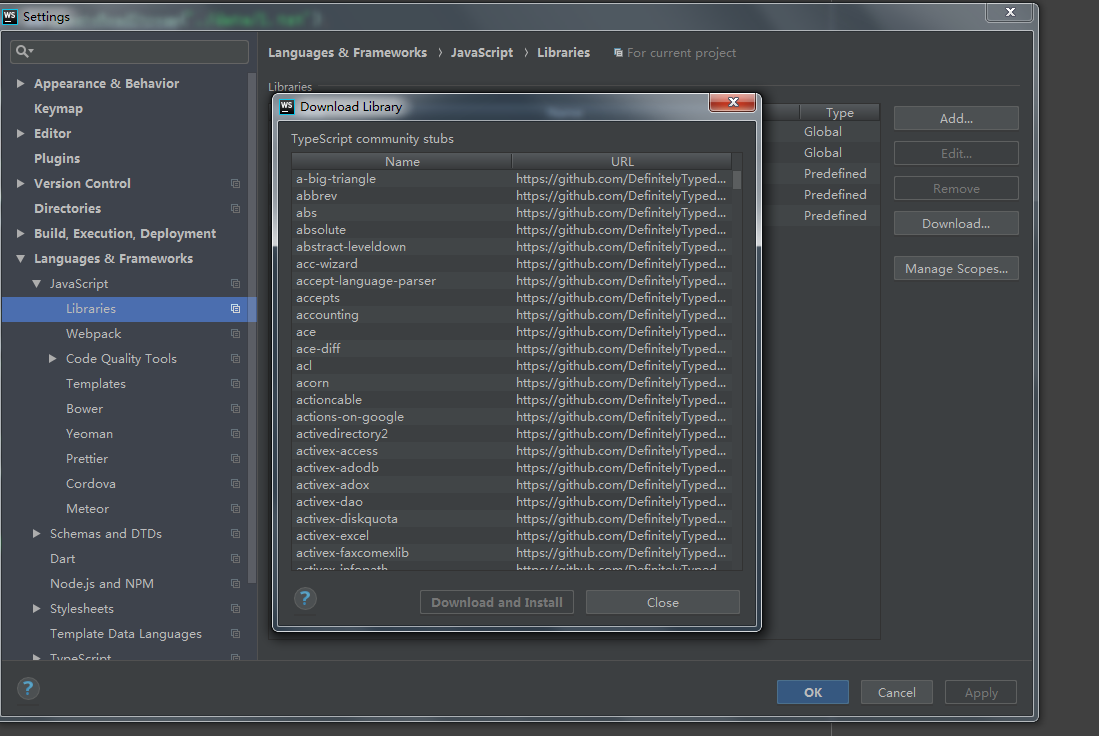 WS Settings
Languages & Frameworks › JavaScript › Libraries For current project
Appearance & Behavior
Keymap
Editor
Plugins
Version Control
Directories
Build, Execution, Deployment
Languages & Frameworks
JavaScript
Libraries
Webpack
Code Quality Tools
Templates
Bower
Yeoman
Prettier
Cordova
Meteor
Schemas and DTDs
Dart
Node.js and NPM
Stylesheets
Template Data Languages
TypeScript
Libraries
Type
Global
Global
Predefined
Predefined
Predefined
Add...
Edit...
Remove
Download...
Manage Scopes...
WS Download Library
TypeScript community stubs
Name URL
a-big-triangle https://github.com/DefinitelyTyped...
abbrev https://github.com/DefinitelyTyped...
abs https://github.com/DefinitelyTyped...
absolute https://github.com/DefinitelyTyped...
abstract-leveldown https://github.com/DefinitelyTyped...
acc-wizard https://github.com/DefinitelyTyped...
accept-language-parser https://github.com/DefinitelyTyped...
accepts https://github.com/DefinitelyTyped...
accounting https://github.com/DefinitelyTyped...
ace https://github.com/DefinitelyTyped...
ace-diff https://github.com/DefinitelyTyped...
acl https://github.com/DefinitelyTyped...
acorn https://github.com/DefinitelyTyped...
actioncable https://github.com/DefinitelyTyped...
actions-on-google https://github.com/DefinitelyTyped...
activedirectory2 https://github.com/DefinitelyTyped...
activex-access https://github.com/DefinitelyTyped...
activex-adodb https://github.com/DefinitelyTyped...
activex-adox https://github.com/DefinitelyTyped...
activex-dao https://github.com/DefinitelyTyped...
activex-diskquota https://github.com/DefinitelyTyped...
activex-excel https://github.com/DefinitelyTyped...
activex-faxcomexlib https://github.com/DefinitelyTyped...
activex-infopath https://github.com/DefinitelyTyped...
? Download and Install Close
? OK Cancel Apply